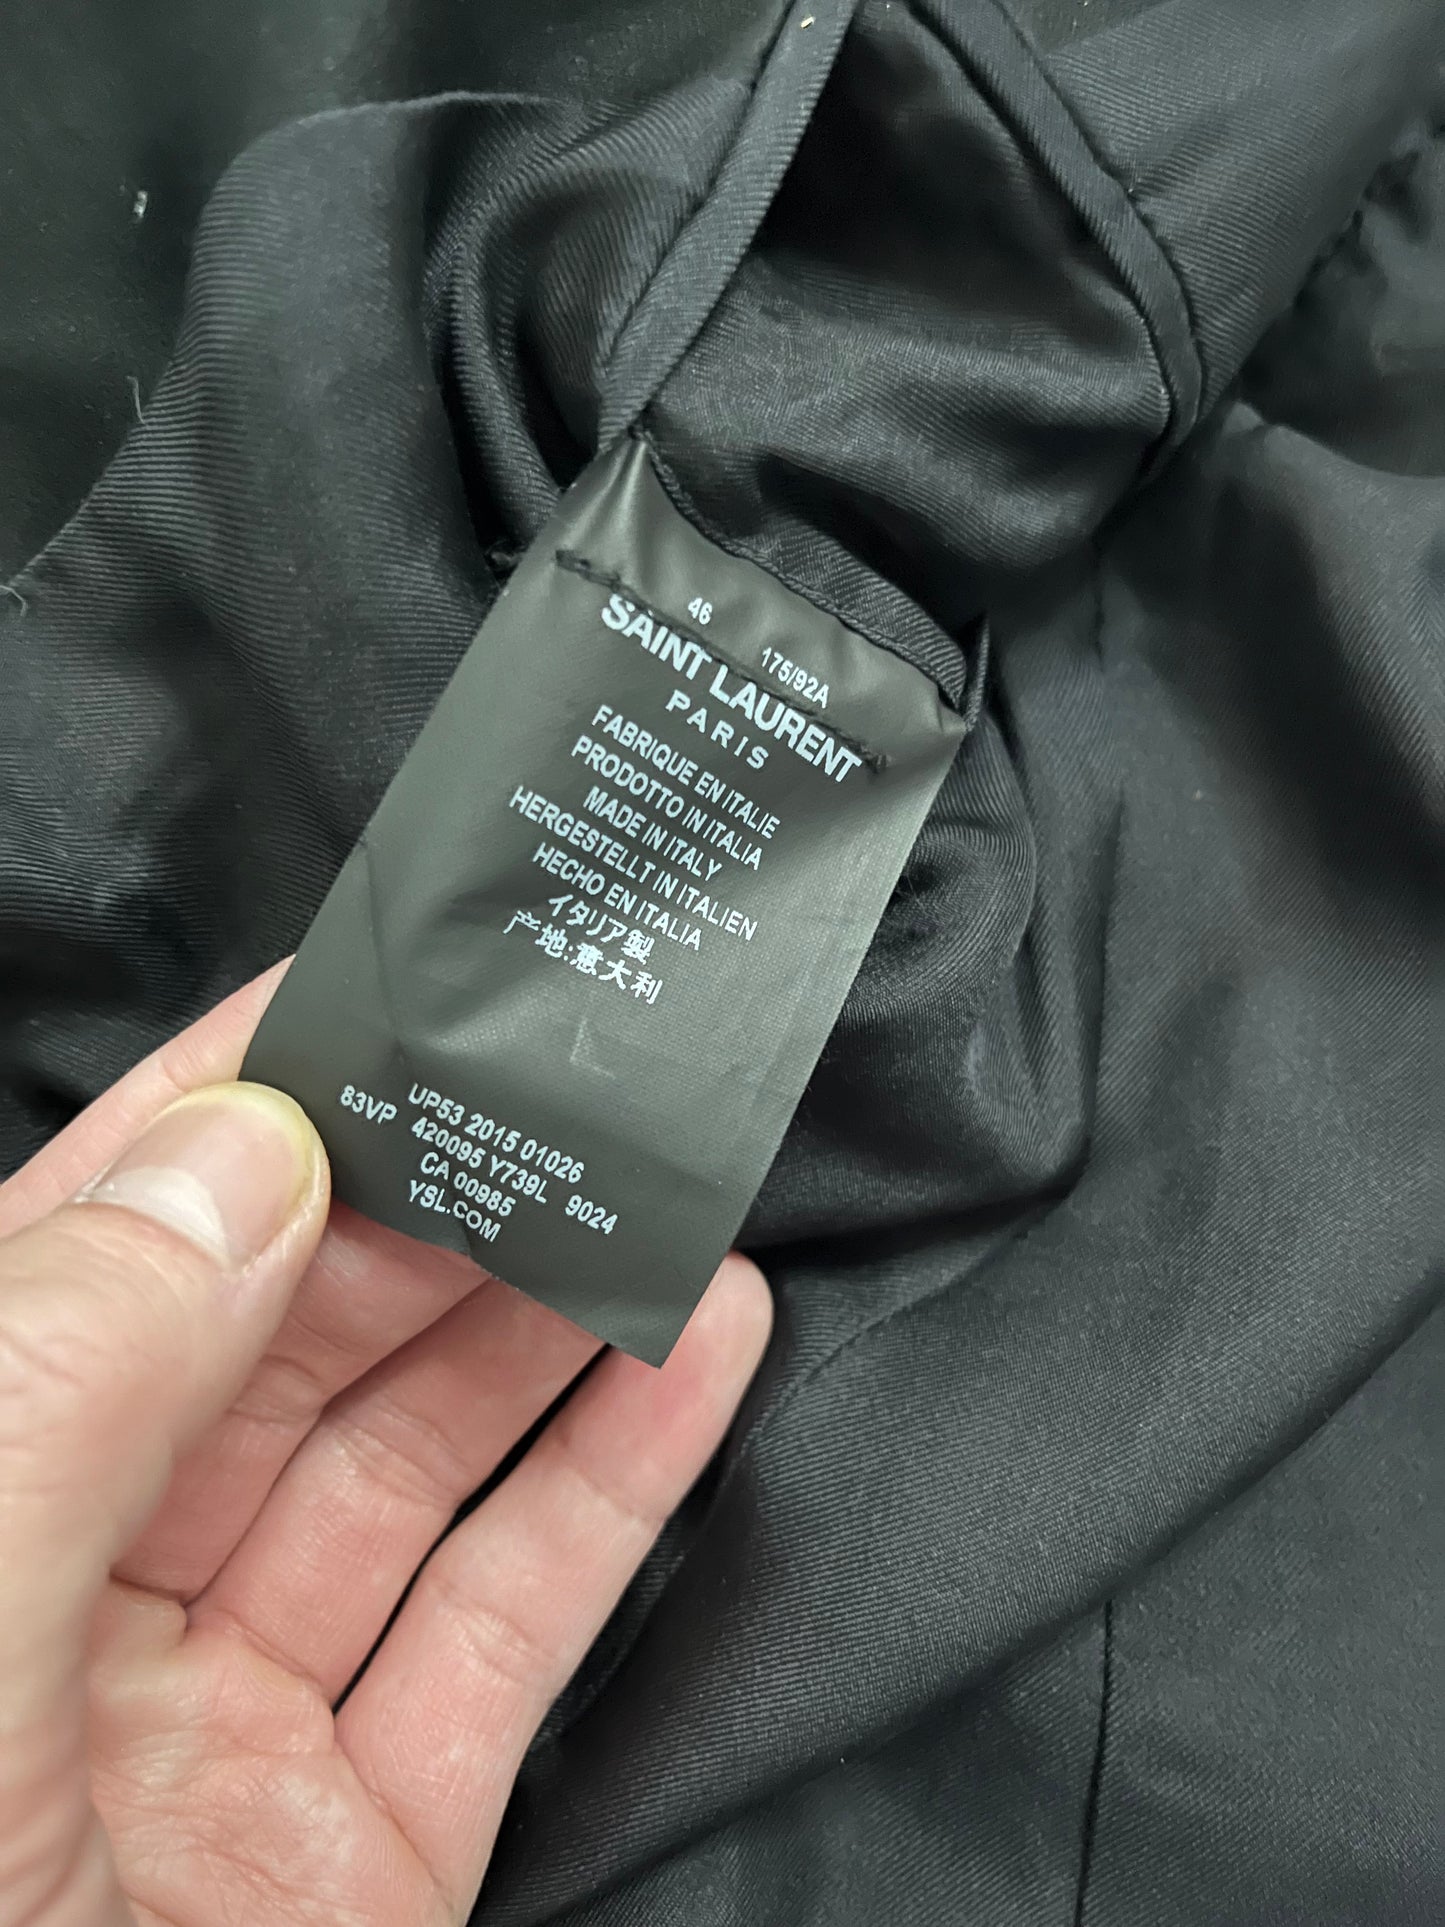 46 175/92A
SAINT LAURENT
PARIS
FABRIQUE EN ITALIE
PRODOTTO IN ITALIA
MADE IN ITALY
HERGESTELLT IN ITALIEN
HECHO EN ITALIA
イタリア製
产地:意大利
UP53 2015 01026
83VP 420095 Y739L 9024
CA 00985
YSL.COM